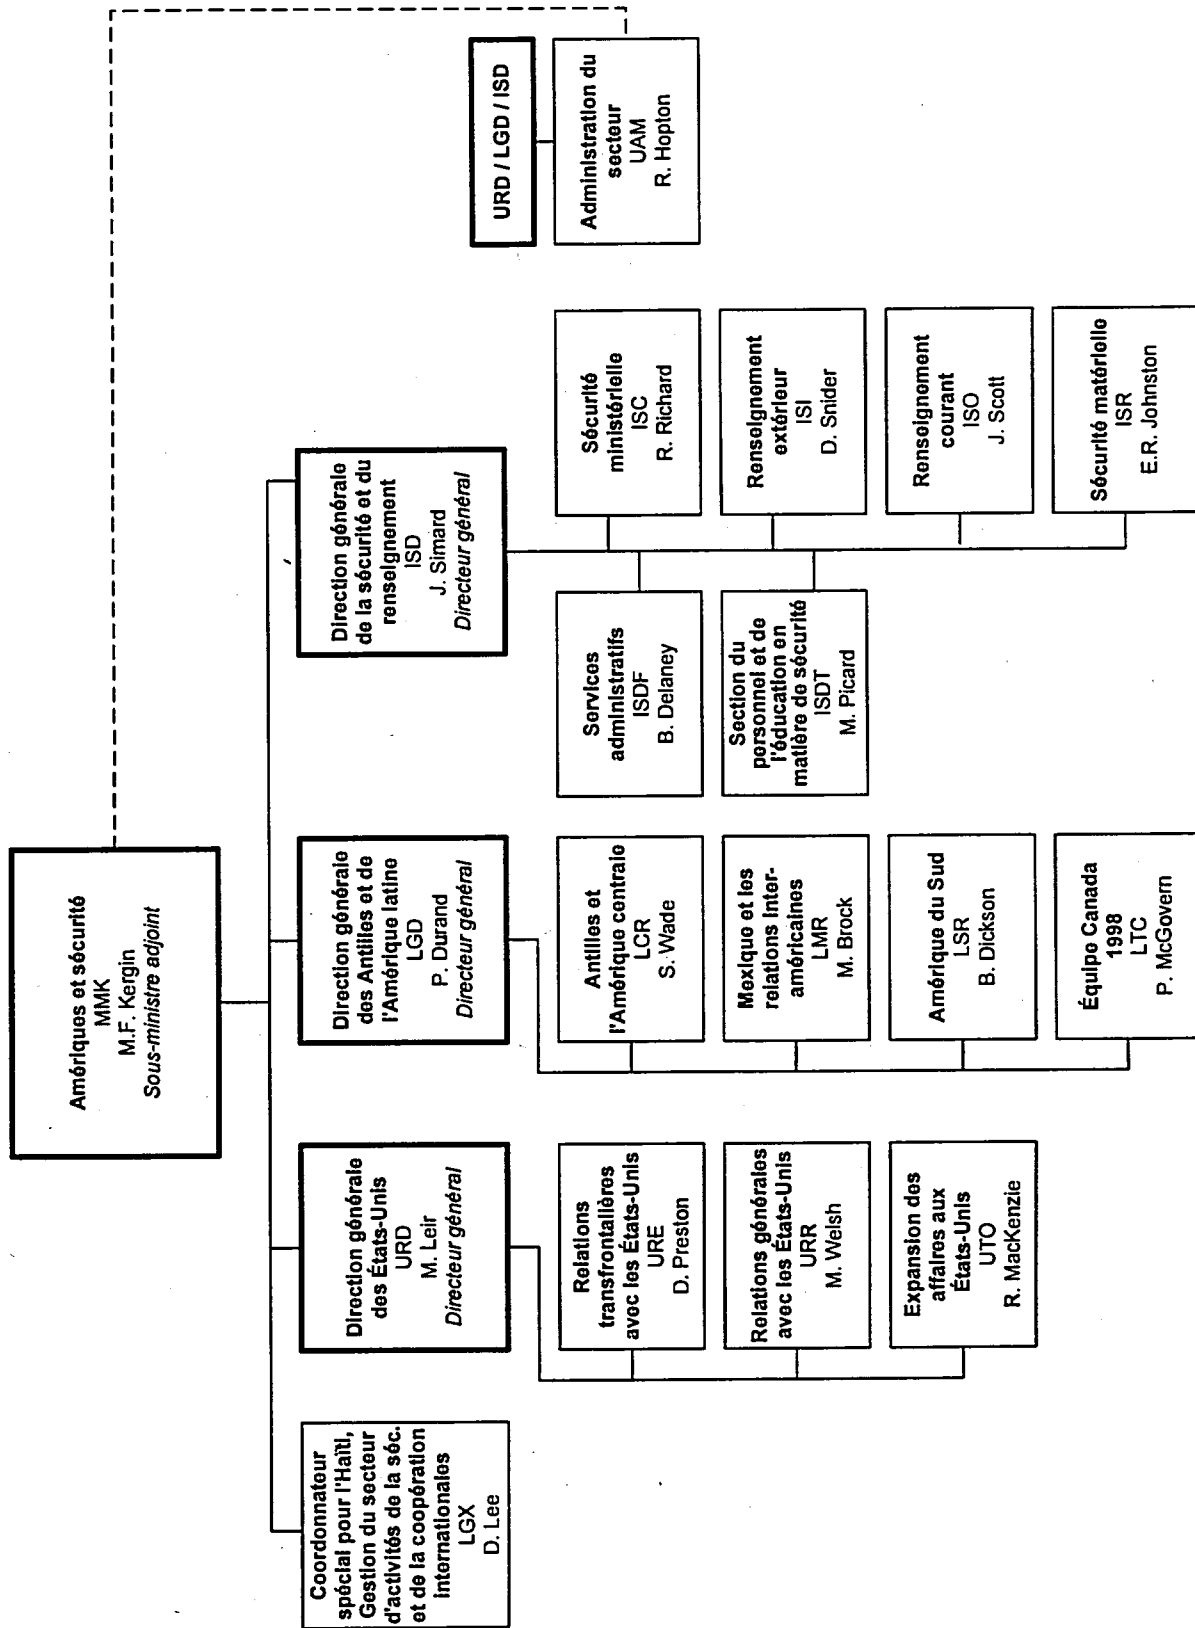 Amériques et sécurité
MMK
M.F. Kergin
Sous-ministre adjoint
Coordonnateur
spécial pour l'Haïti,
Gestion du secteur
d'activités de la séc.
et de la coopération
internationales
LGX
D. Lee
Direction générale
des États-Unis
URD
M. Leir
Directeur général
Direction générale
des Antilles et de
l'Amérique latine
LGD
P. Durand
Directeur général
Direction générale
de la sécurité et du
renseignement
ISD
J. Simard
Directeur général
URD / LGD / ISD
Relations
transfrontalières
avec les États-Unis
URE
D. Preston
Relations générales
avec les États-Unis
URR
M. Welsh
Expansion des
affaires aux
États-Unis
UTO
R. MacKenzie
Antilles et
l'Amérique centrale
LCR
S. Wade
Mexique et les
relations Inter-
américaines
LMR
M. Brock
Amérique du Sud
LSR
B. Dickson
Équipo Canada
1998
LTC
P. McGovern
Services
administratifs
ISDF
B. Delaney
Section du
personnel et de
l'éducation en
matière de sécurité
ISDT
M. Picard
Sécurité
ministérielle
ISC
R. Richard
Renseignement
extérieur
ISI
D. Snider
Renseignement
courant
ISO
J. Scott
Sécurité matérielle
ISR
E.R. Johnston
Administration du
secteur
UAM
R. Hopton